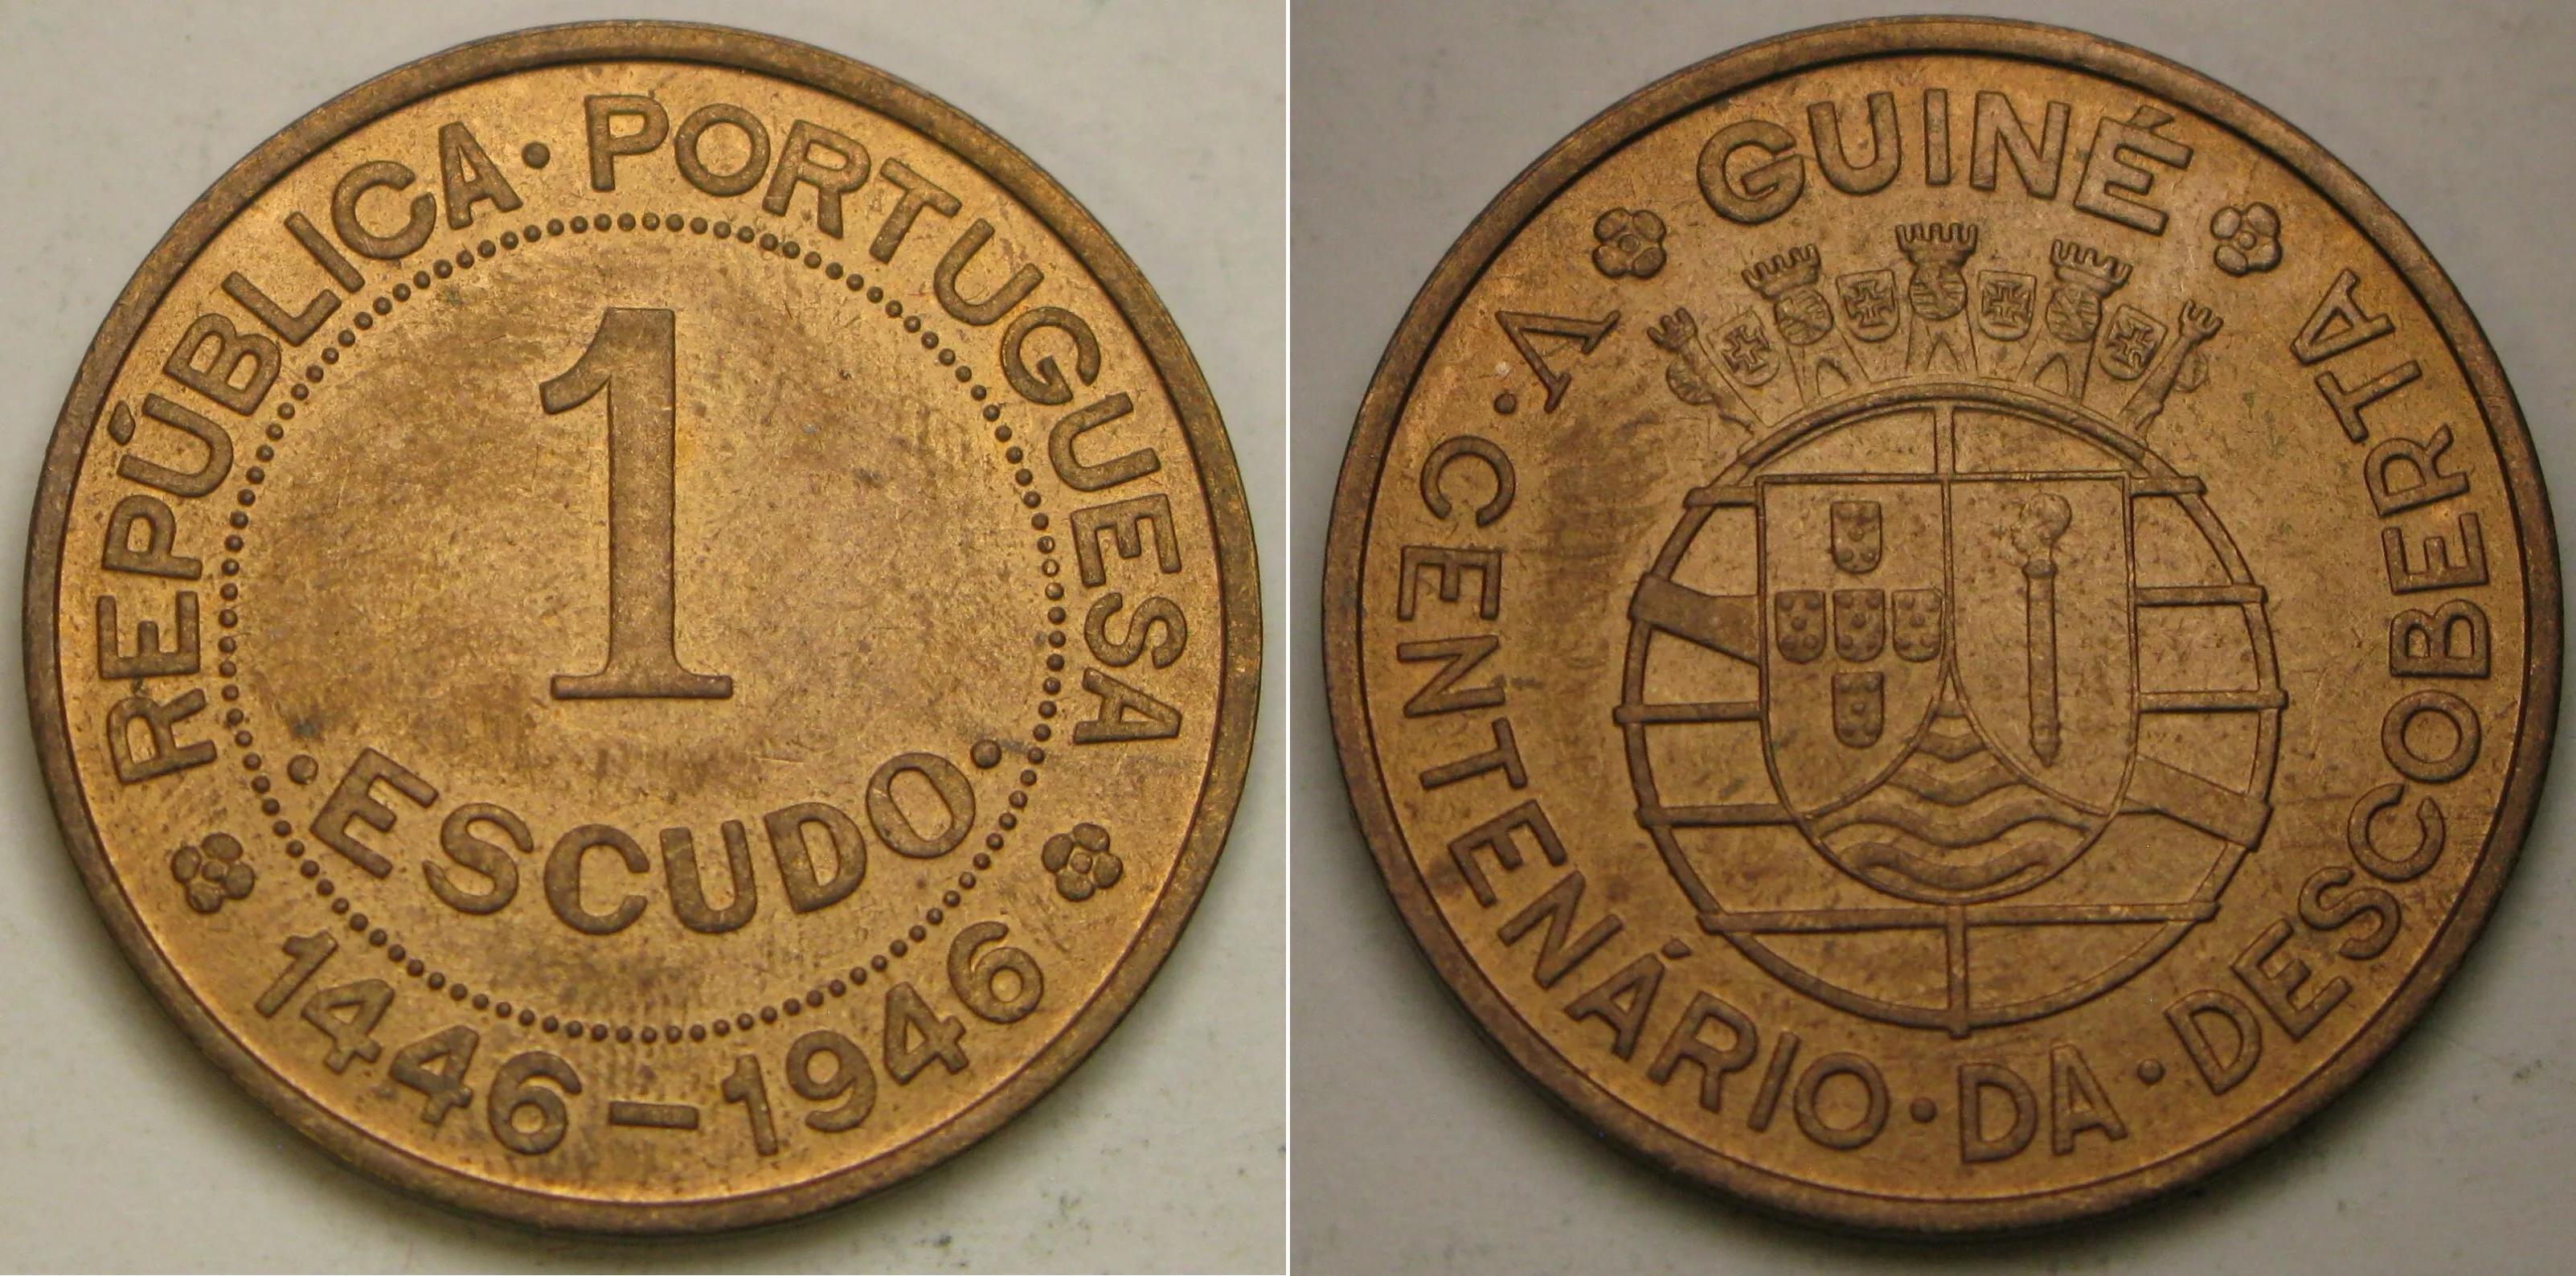 REPÚBLICA · PORTUGUESA
1
· ESCUDO ·
1446-1946
GUINÉ
V · CENTENÁRIO · DA · DESCOBERTA